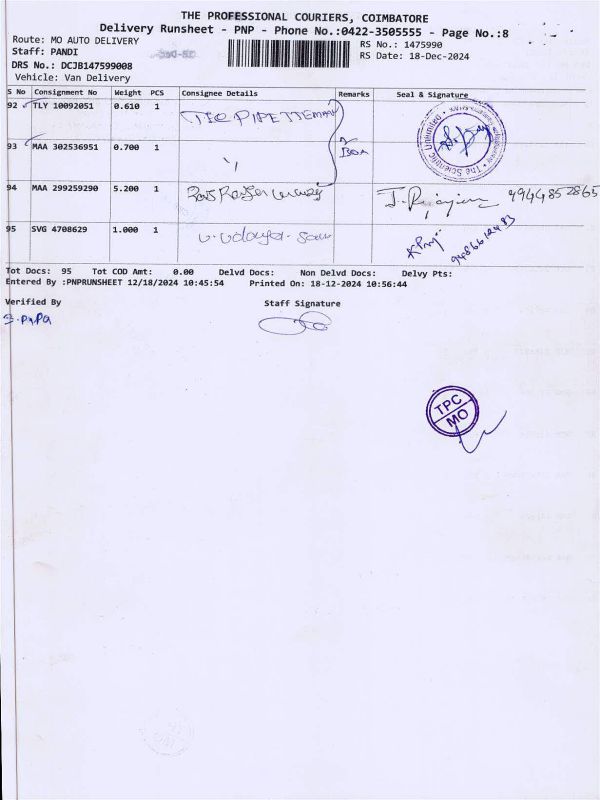 THE PROFESSIONAL COURIERS, COIMBATORE
Delivery Runsheet - PNP - Phone No.:0422-3505555 - Page No.:8
Route: MO AUTO DELIVERY
RS No.: 1475990
Staff: PANDI
RS Date: 18-Dec-2024
DRS No.: DCJB147599008
Vehicle: Van Delivery
S No Consignment No Weight PCS Consignee Details Remarks Seal & Signature
92 TLY 10092051 0.610 1 THE PIPETTEMAN
93 MAA 302536951 0.700 1 " 2 Box
The Scientific Unlimited
94 MAA 299259290 5.200 1 9944852865
95 SVG 4708629 1.000 1
Tot Docs: 95 Tot COD Amt: 0.00 Delvd Docs: Non Delvd Docs: Delvy Pts:
Entered By :PNPRUNSHEET 12/18/2024 10:45:54 Printed On: 18-12-2024 10:56:44
Verified By Staff Signature
TPC
MO